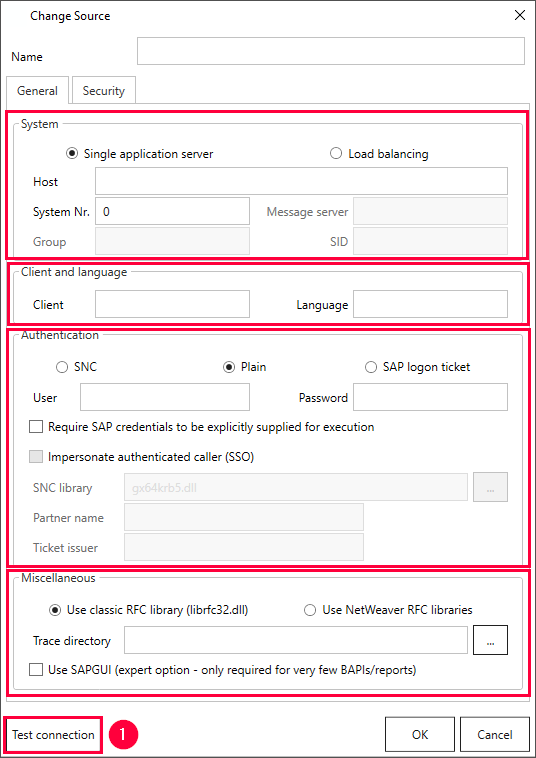 Change Source
Name
General Security
System
Single application server Load balancing
Host
System Nr. 0 Message server
Group SID
Client and language
Client Language
Authentication
SNC Plain SAP logon ticket
User Password
Require SAP credentials to be explicitly supplied for execution
Impersonate authenticated caller (SSO)
SNC library gx64krb5.dll ...
Partner name
Ticket issuer
Miscellaneous
Use classic RFC library (librfc32.dll) Use NetWeaver RFC libraries
Trace directory ...
Use SAPGUI (expert option - only required for very few BAPIs/reports)
Test connection 1 OK Cancel